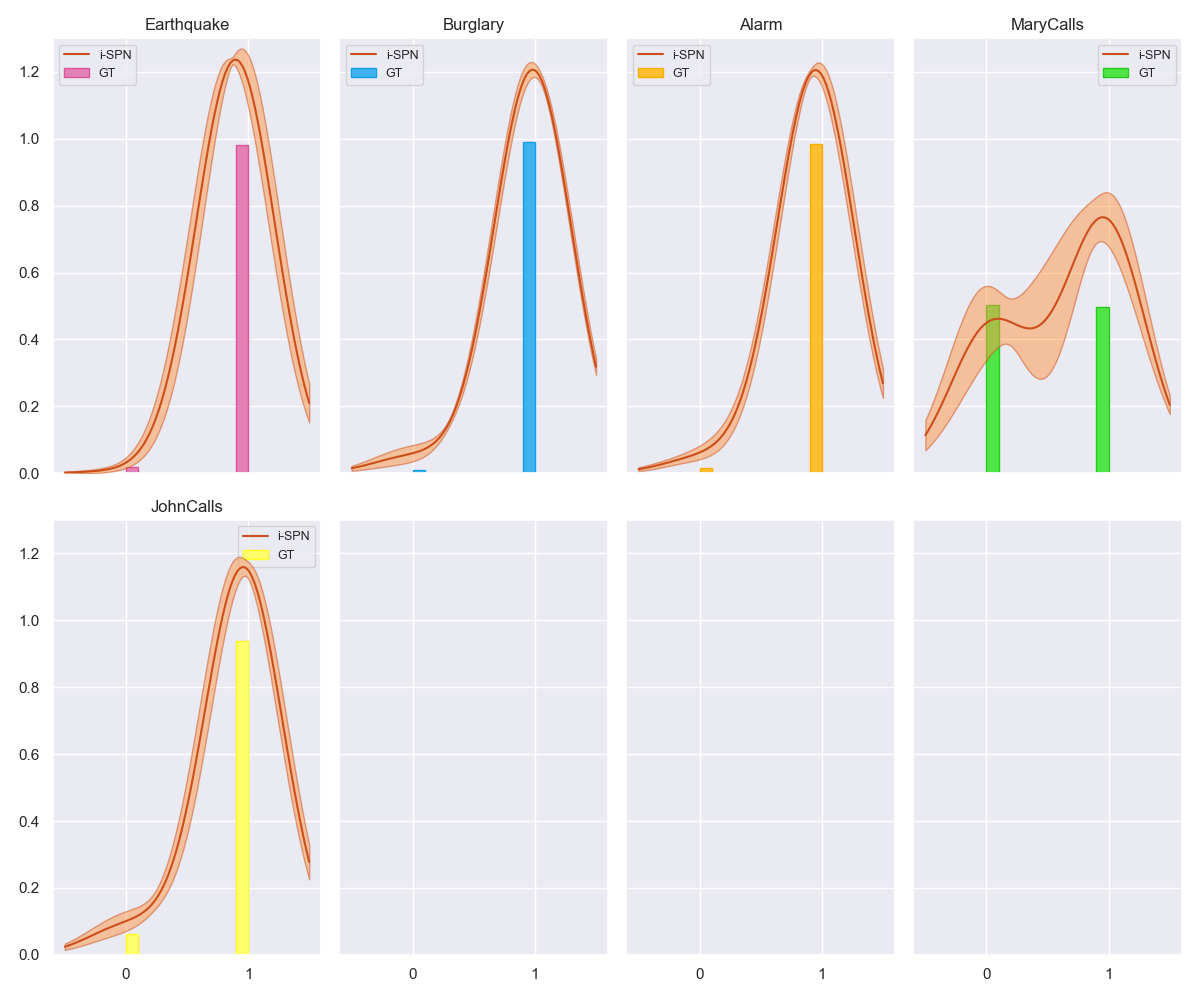 Earthquake
Burglary
Alarm
MaryCalls
i-SPN
GT
i-SPN
GT
i-SPN
GT
i-SPN
GT
1.2
1.0
0.8
0.6
0.4
0.2
0.0
JohnCalls
i-SPN
GT
1.2
1.0
0.8
0.6
0.4
0.2
0.0
0 1
0 1
0 1
0 1